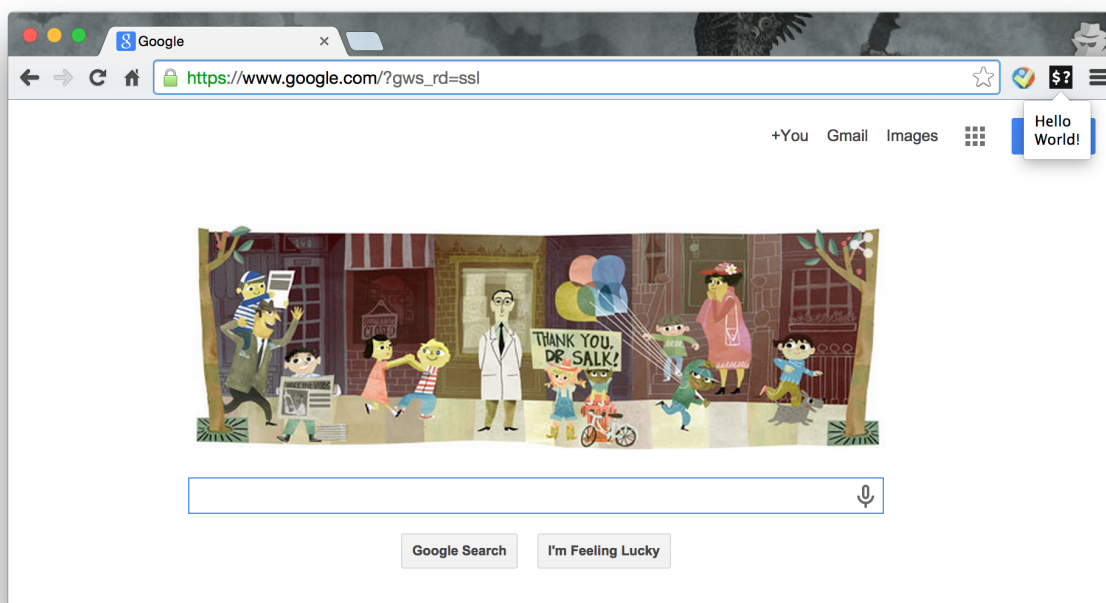 Google
https://www.google.com/?gws_rd=ssl
$?
Hello
World!
+You Gmail Images
CLOSED
THANK YOU,
DR. SALK!
Google Search
I'm Feeling Lucky